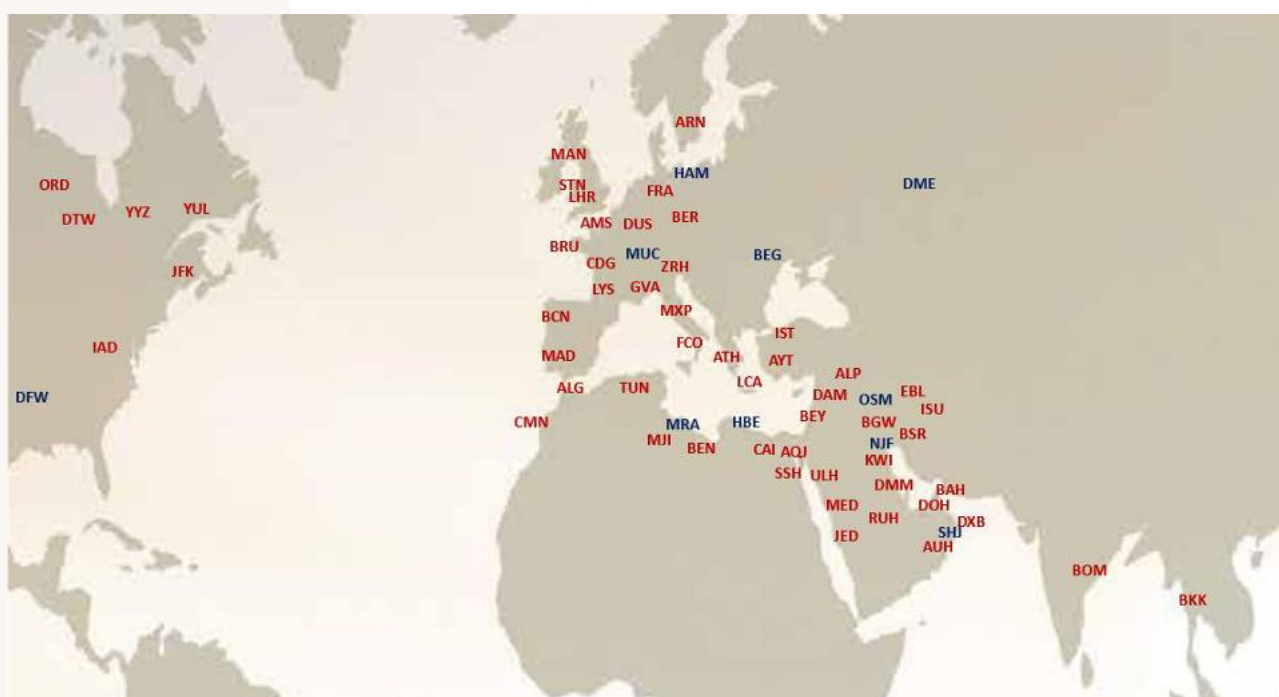 ARN
MAN
HAM
ORD
STN
DME
FRA
LHR
YYZ
YUL
DTW
BER
AMS
DUS
BRU
MUC
BEG
CDG
ZRH
JFK
LYS
GVA
MXP
BCN
IST
FCO
IAD
MAD
ATH
AYT
ALP
LCA
ALG
TUN
EBL
DAM
DFW
OSM
ISU
BEY
CMN
MRA
HBE
BGW
BSR
MJI
NJF
BEN
CAI
AQJ
KWI
SSH
ULH
DMM
BAH
MED
DOH
RUH
DXB
JED
SHJ
AUH
BOM
BKK